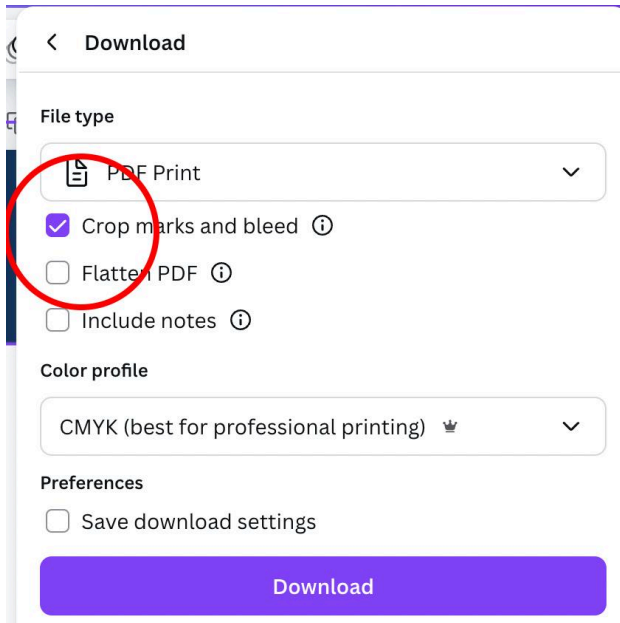 Download
File type
PDF Print
Crop marks and bleed
Flatten PDF
Include notes
Color profile
CMYK (best for professional printing)
Preferences
Save download settings
Download